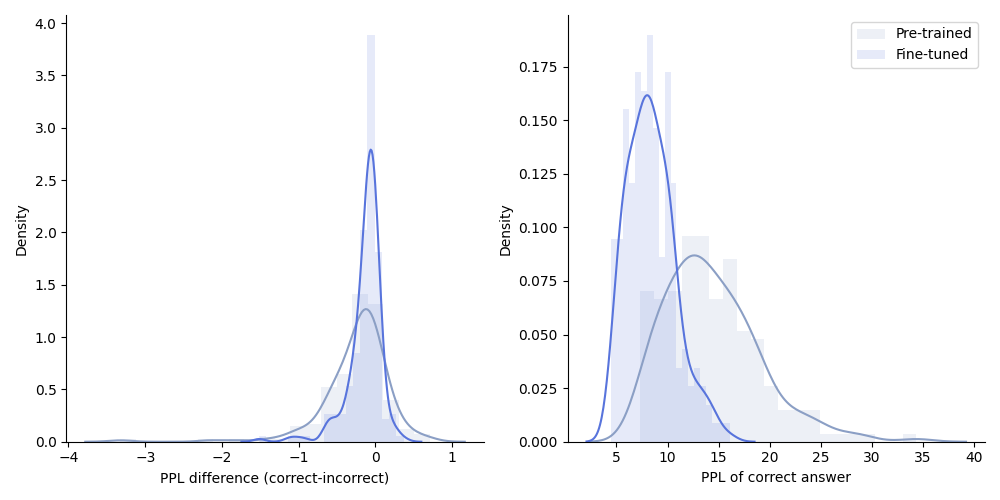 4.0
3.5
3.0
2.5
2.0
1.5
1.0
0.5
0.0
Density
−4 −3 −2 −1 0 1
PPL difference (correct-incorrect)
Pre-trained
Fine-tuned
0.175
0.150
0.125
0.100
0.075
0.050
0.025
0.000
Density
5 10 15 20 25 30 35 40
PPL of correct answer